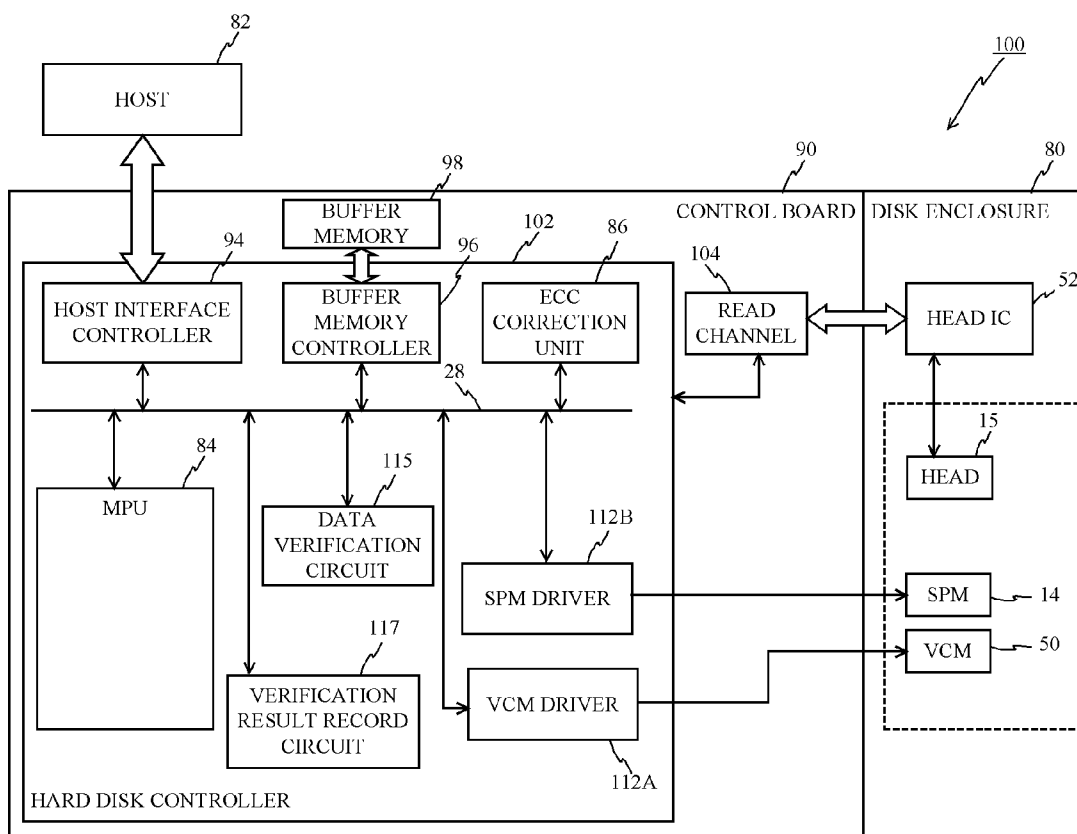 82
100
HOST
98
90
80
BUFFER
MEMORY
CONTROL BOARD
DISK ENCLOSURE
94
102
96
86
104
52
HOST INTERFACE
CONTROLLER
BUFFER
MEMORY
CONTROLLER
ECC
CORRECTION
UNIT
READ
CHANNEL
HEAD IC
28
84
15
MPU
115
HEAD
DATA
VERIFICATION
CIRCUIT
112B
SPM DRIVER
SPM
14
117
VCM
50
VERIFICATION
RESULT RECORD
CIRCUIT
VCM DRIVER
112A
HARD DISK CONTROLLER